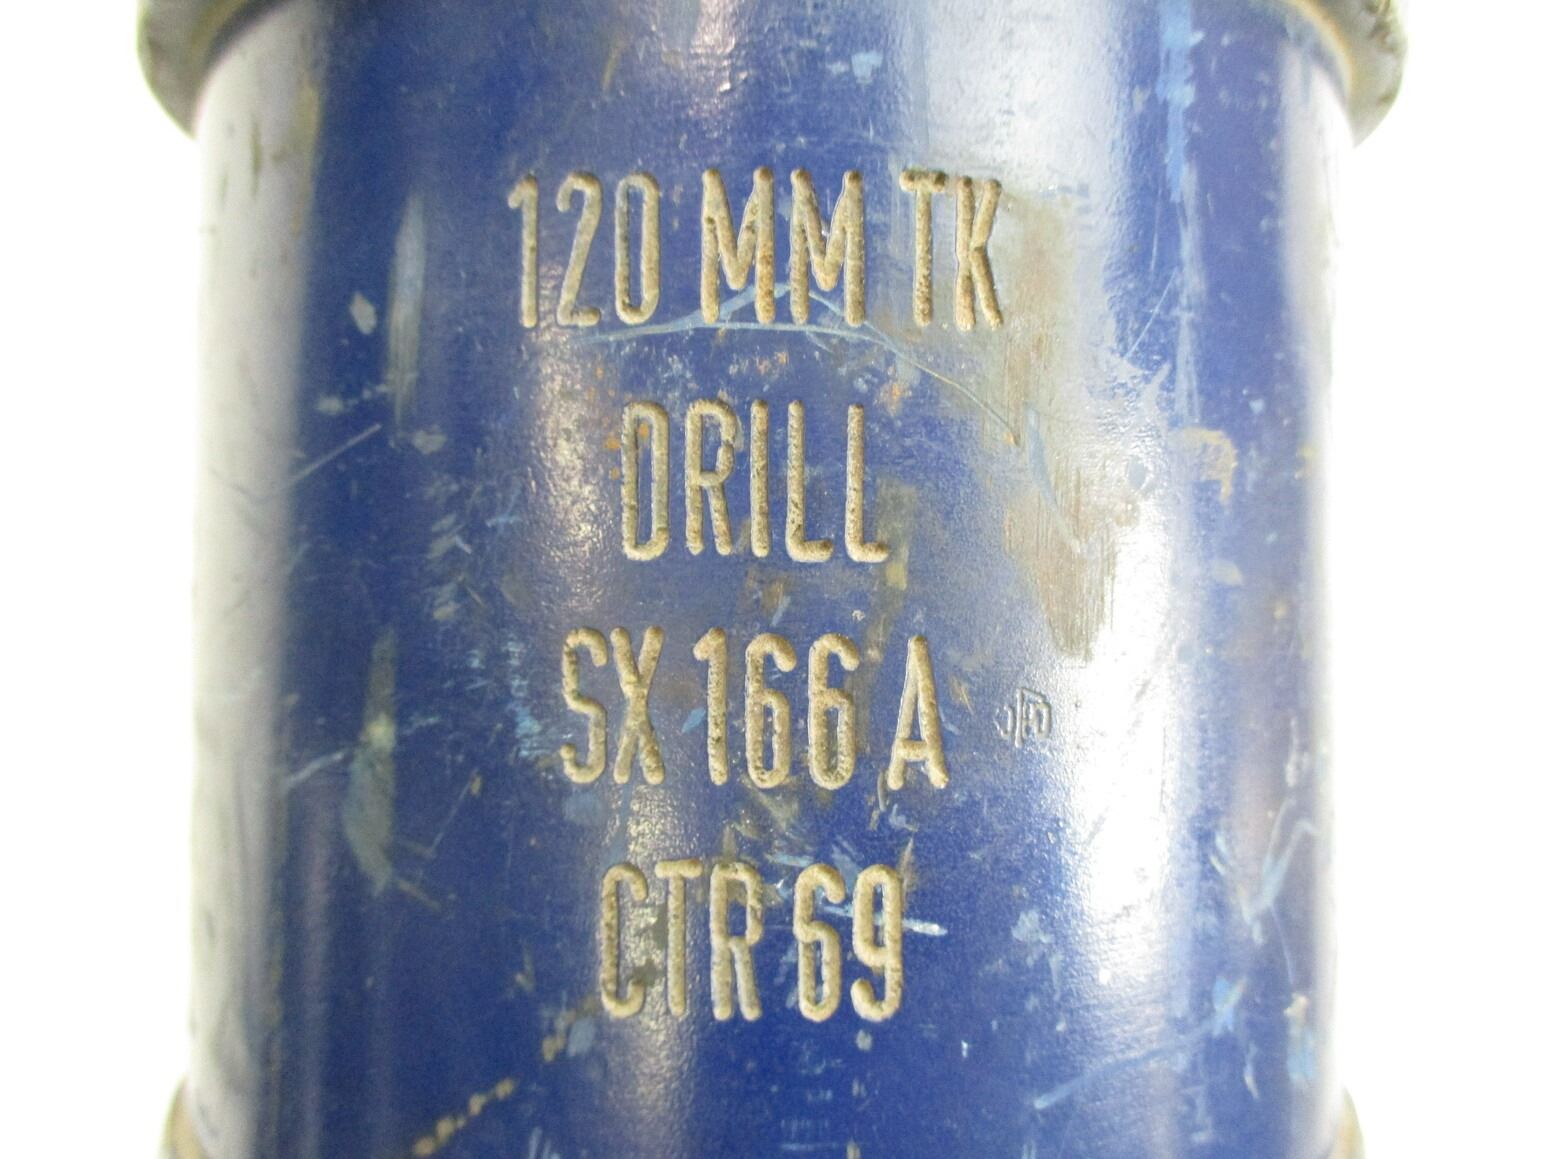 120 MM TK
DRILL
SX 166 A
CTR 69